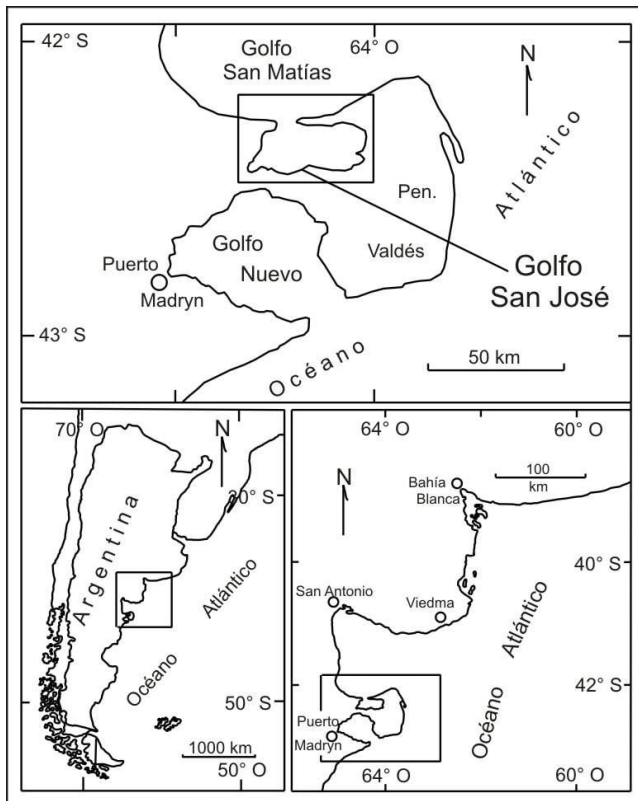 42° S
Golfo
San Matías
64° O
N
Atlántico
Pen.
Valdés
Golfo
Nuevo
Puerto
Madryn
Golfo
San José
43° S
Océano
50 km
70° O
N
30° S
Argentina
Atlántico
Océano
50° S
1000 km
50° O
64° O
60° O
N
Bahía
Blanca
100
km
40° S
San Antonio
Viedma
Atlántico
Océano
42° S
Puerto
Madryn
64° O
60° O